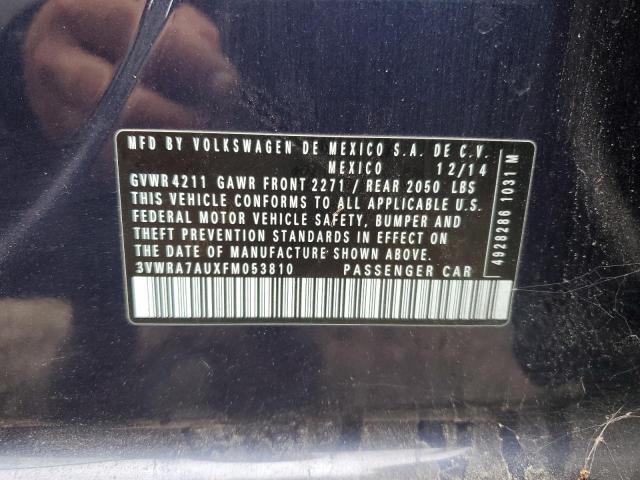 MFD BY VOLKSWAGEN DE MEXICO S.A. DE C.V.
MEXICO 12/14
GVWR 4211 GAWR FRONT 2271 / REAR 2050 LBS
THIS VEHICLE CONFORMS TO ALL APPLICABLE U.S.
FEDERAL MOTOR VEHICLE SAFETY, BUMPER AND
THEFT PREVENTION STANDARDS IN EFFECT ON
THE DATE OF MANUFACTURE SHOWN ABOVE.
3VWRA7AUXFM053810 PASSENGER CAR
4928286 1031 M